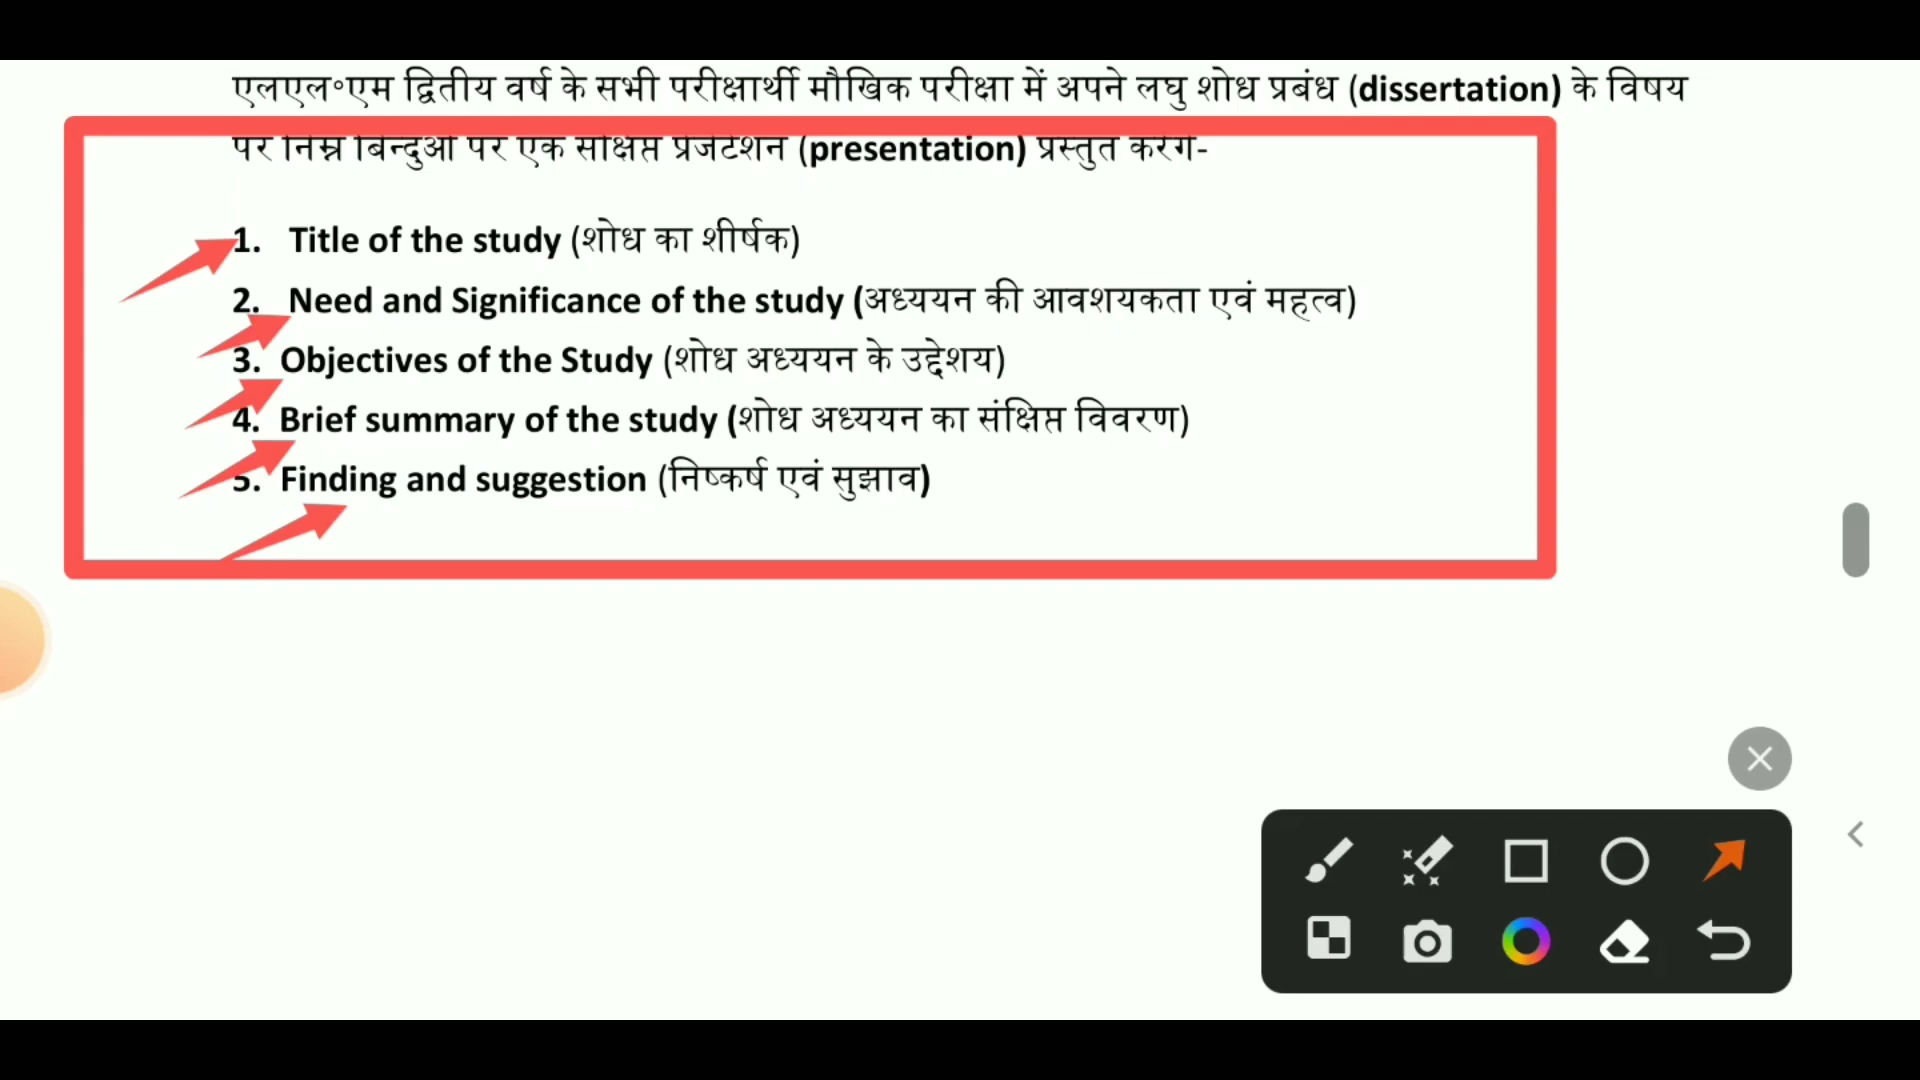 एलएल॰एम द्वितीय वर्ष के सभी परीक्षार्थी मौखिक परीक्षा में अपने लघु शोध प्रबंध (dissertation) के विषय
पर निम्न बिन्दुओं पर एक संक्षिप्त प्रेजेंटेशन (presentation) प्रस्तुत करेंगे-
1. Title of the study (शोध का शीर्षक)
2. Need and Significance of the study (अध्ययन की आवशयकता एवं महत्व)
3. Objectives of the Study (शोध अध्ययन के उद्देशय)
4. Brief summary of the study (शोध अध्ययन का संक्षिप्त विवरण)
5. Finding and suggestion (निष्कर्ष एवं सुझाव)